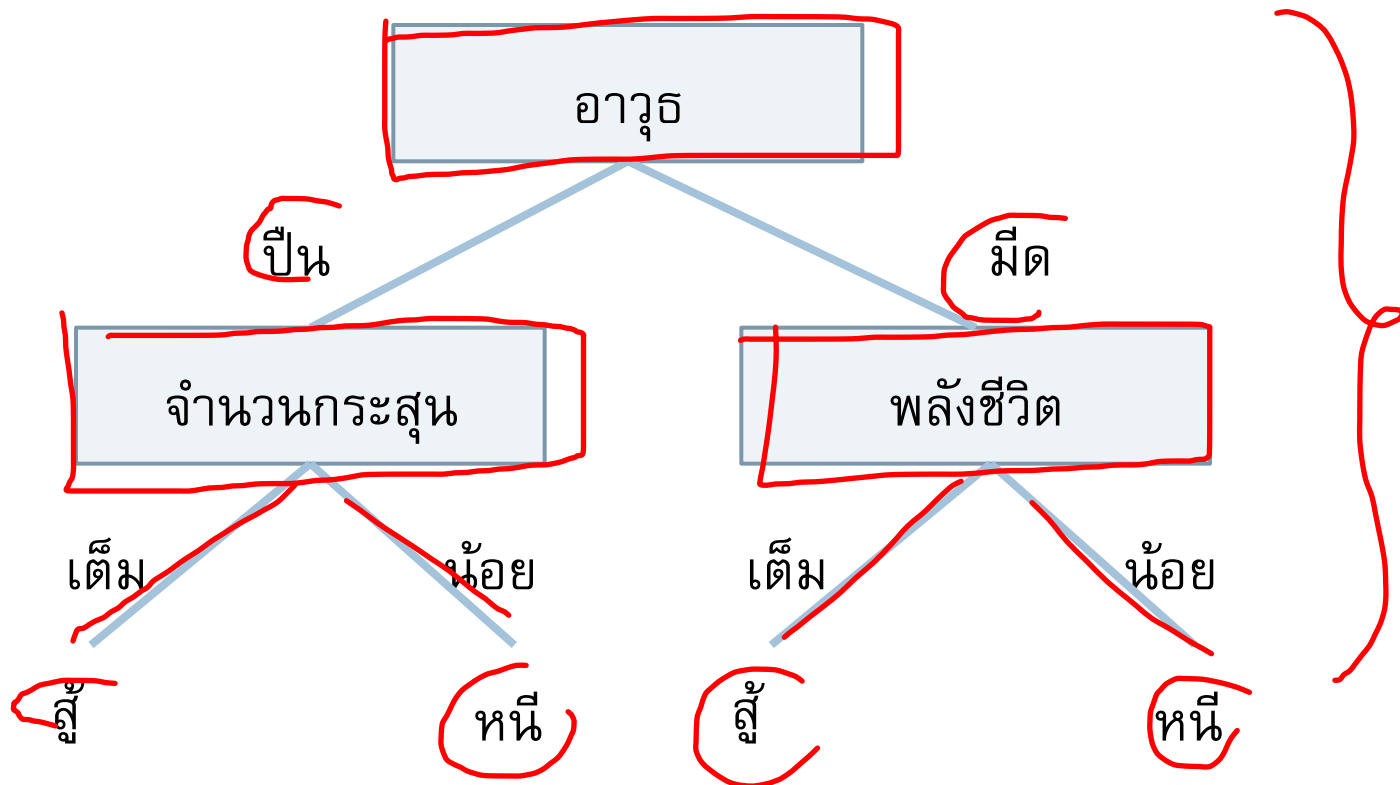 อาวุธ
ปืน
มีด
จำนวนกระสุน
พลังชีวิต
เต็ม
น้อย
เต็ม
น้อย
สู้
หนี
สู้
หนี